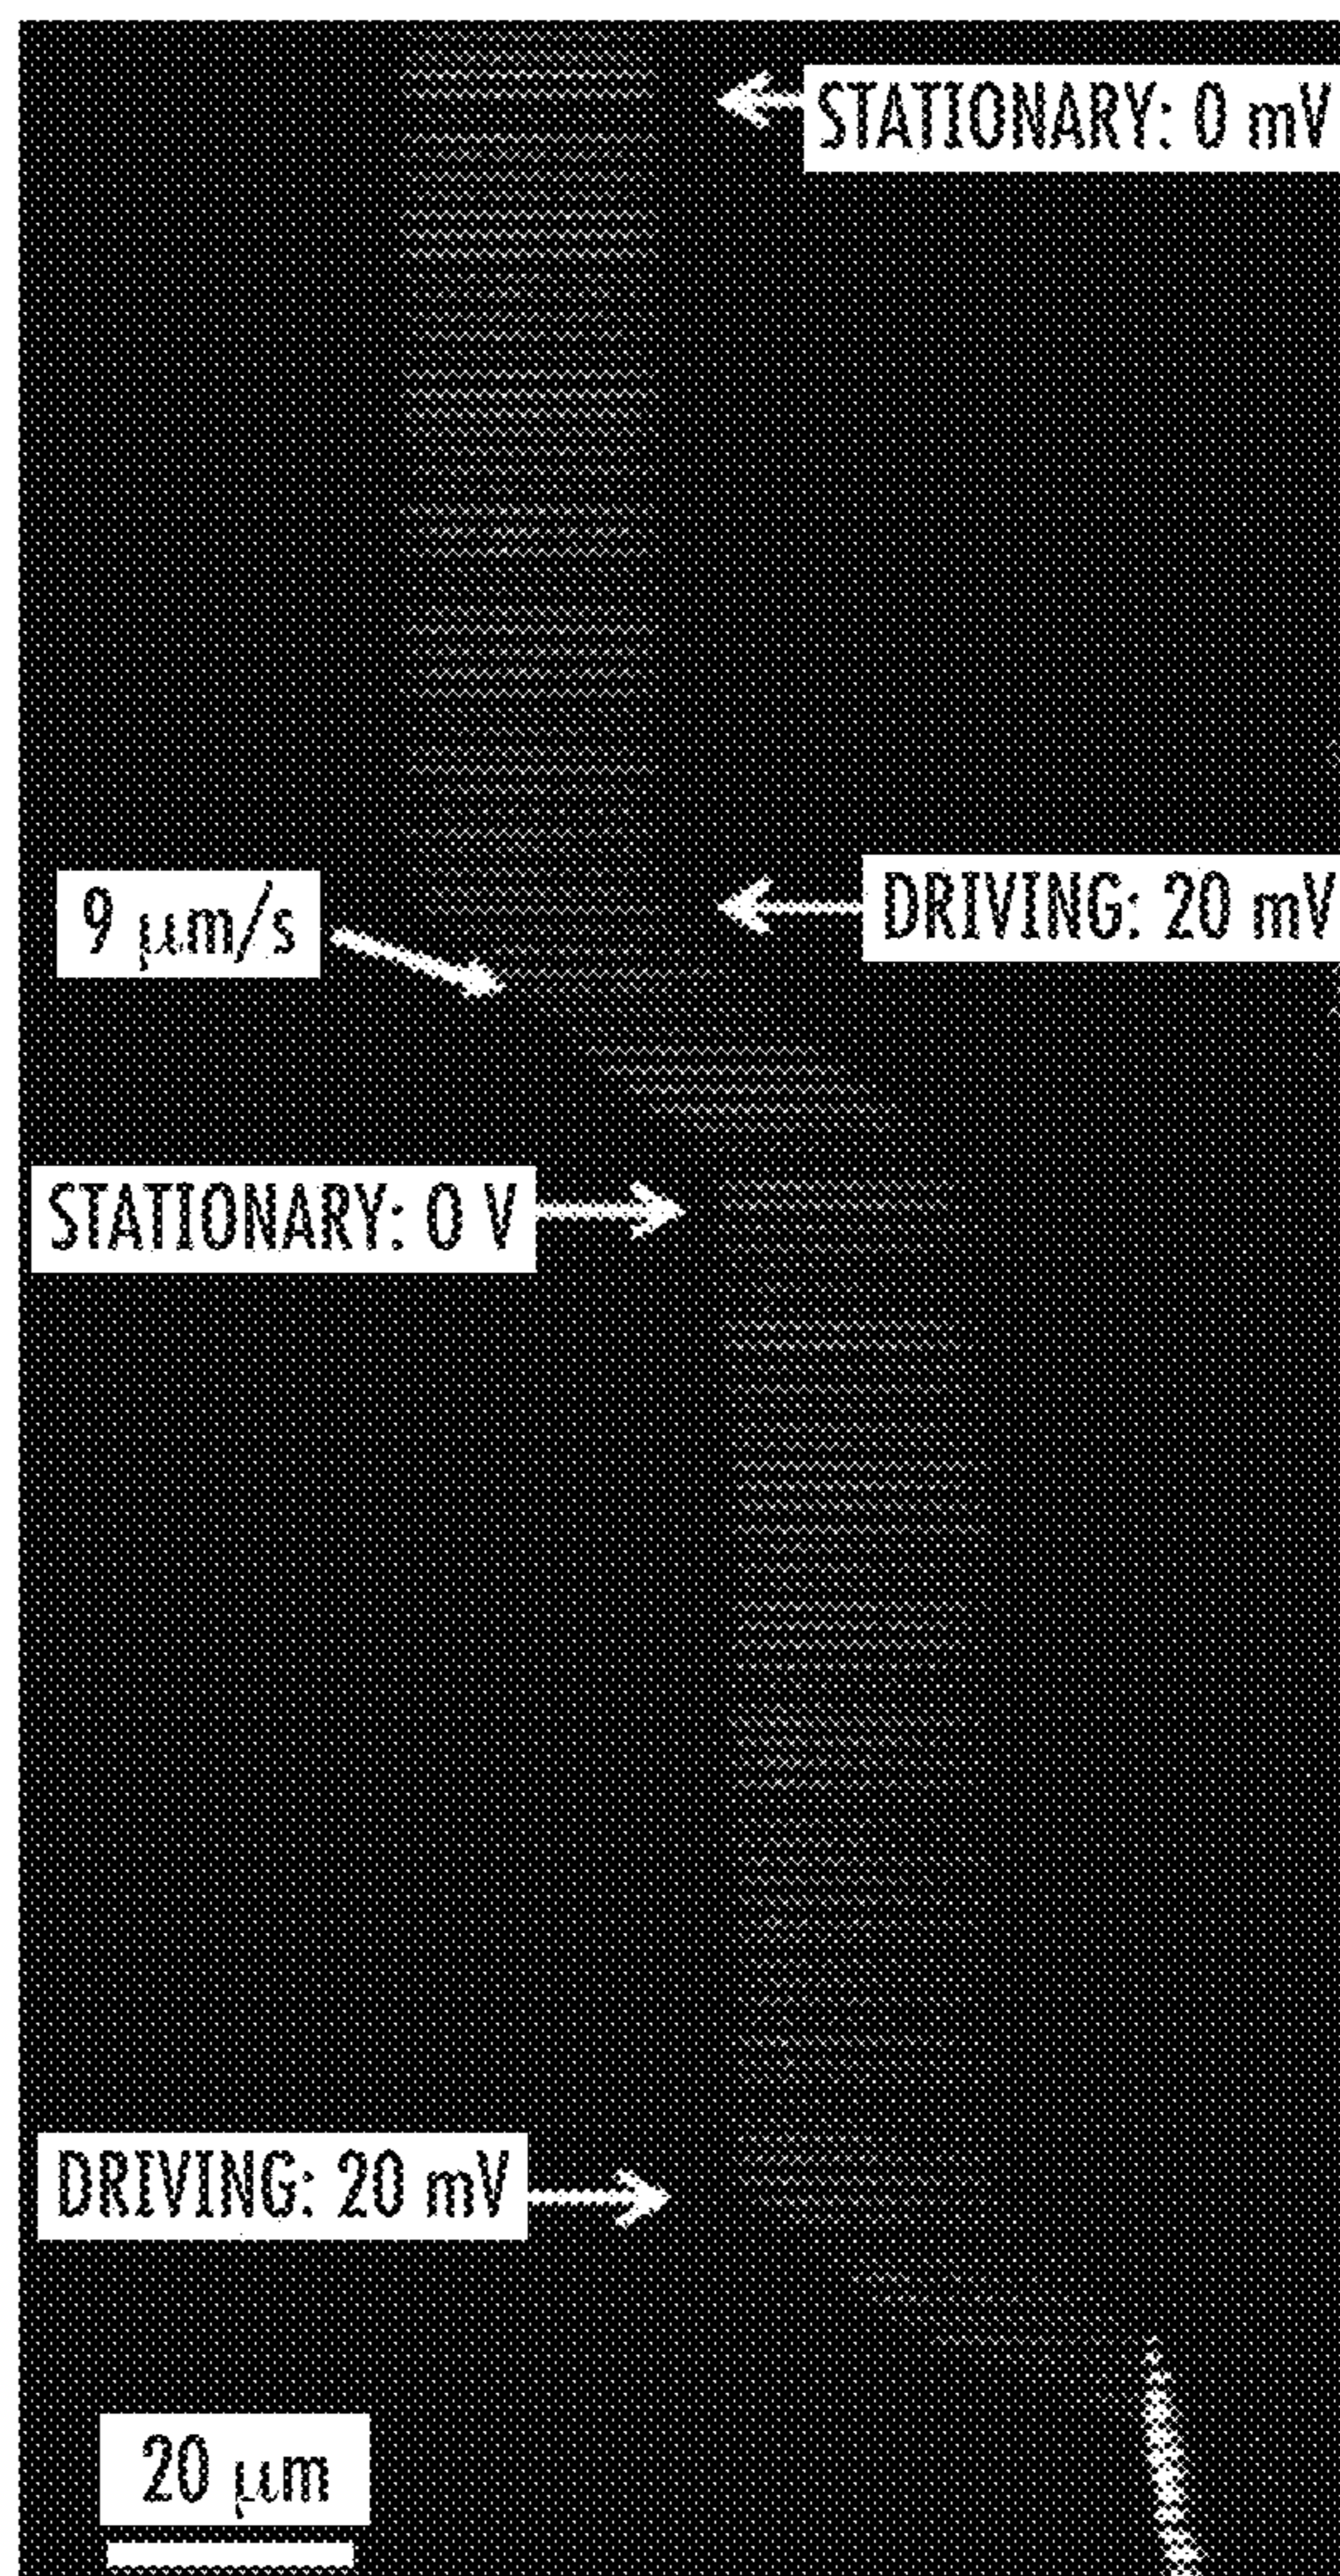 STATIONARY: 0 mV
DRIVING: 20 mV
9 μm/s
STATIONARY: 0 V
DRIVING: 20 mV
20 μm